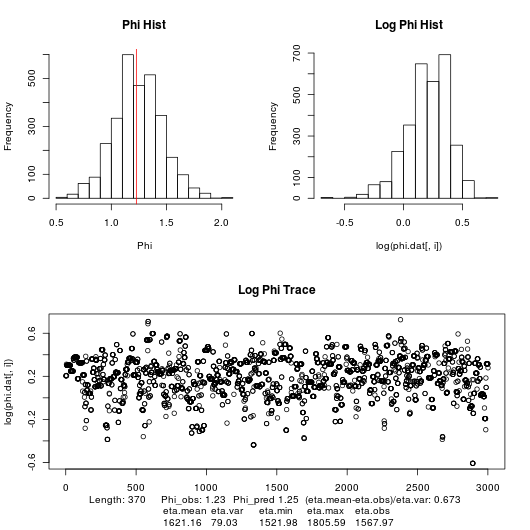 Phi Hist
Log Phi Hist
Frequency
0 100 300 500
0.5 1.0 1.5 2.0
Phi
Frequency
0 100 300 500 700
-0.5 0.0 0.5
log(phi.dat[, i])
Log Phi Trace
log(phi.dat[, i])
-0.6 -0.2 0.2 0.6
0 500 1000 1500 2000 2500 3000
Length: 370 Phi_obs: 1.23 Phi_pred 1.25 (eta.mean-eta.obs)/eta.var: 0.673
eta.mean eta.var eta.min eta.max eta.obs
1621.16 79.03 1521.98 1805.59 1567.97